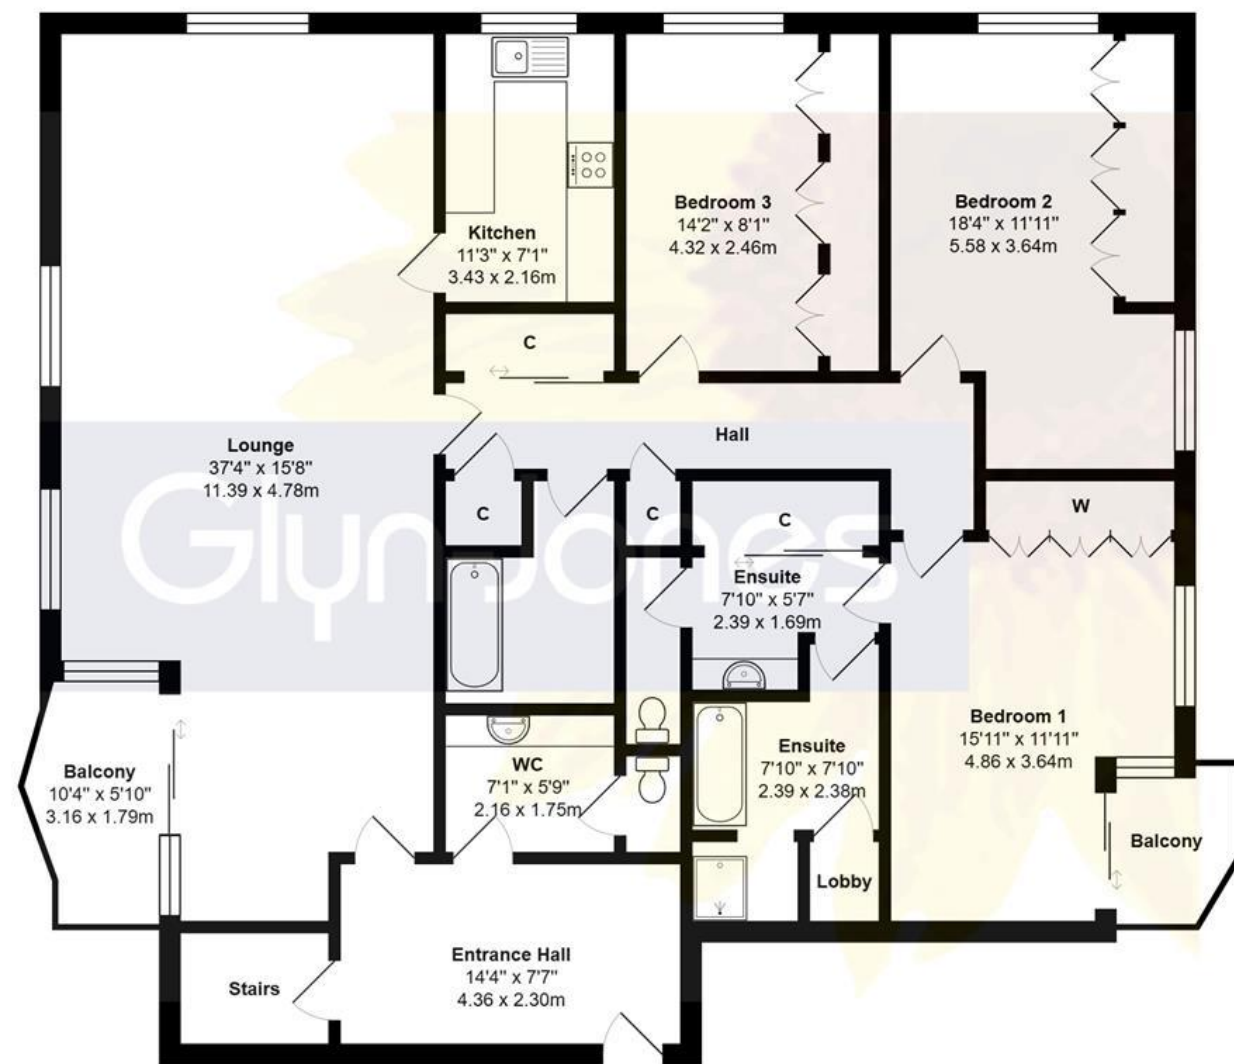 Kitchen
11'3" x 7'1"
3.43 x 2.16m
Bedroom 3
14'2" x 8'1"
4.32 x 2.46m
Bedroom 2
18'4" x 11'11"
5.58 x 3.64m
C
Hall
Lounge
37'4" x 15'8"
11.39 x 4.78m
Glyn Jones
C
C
C
W
Ensuite
7'10" x 5'7"
2.39 x 1.69m
Bedroom 1
15'11" x 11'11"
4.86 x 3.64m
Ensuite
7'10" x 7'10"
2.39 x 2.38m
WC
7'1" x 5'9"
2.16 x 1.75m
Balcony
10'4" x 5'10"
3.16 x 1.79m
Balcony
Lobby
Entrance Hall
14'4" x 7'7"
4.36 x 2.30m
Stairs